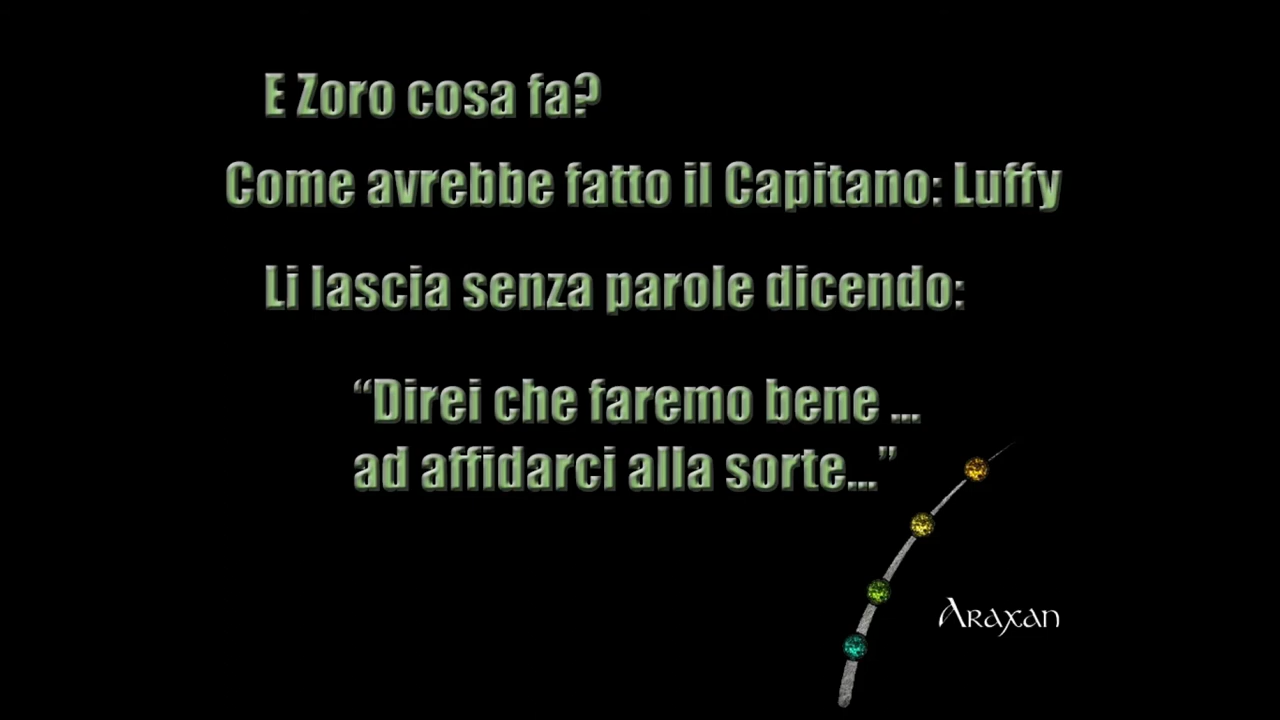 E Zoro cosa fa?
Come avrebbe fatto il Capitano: Luffy
Li lascia senza parole dicendo:
“Direi che faremo bene ...
ad affidarci alla sorte...”
Araxan